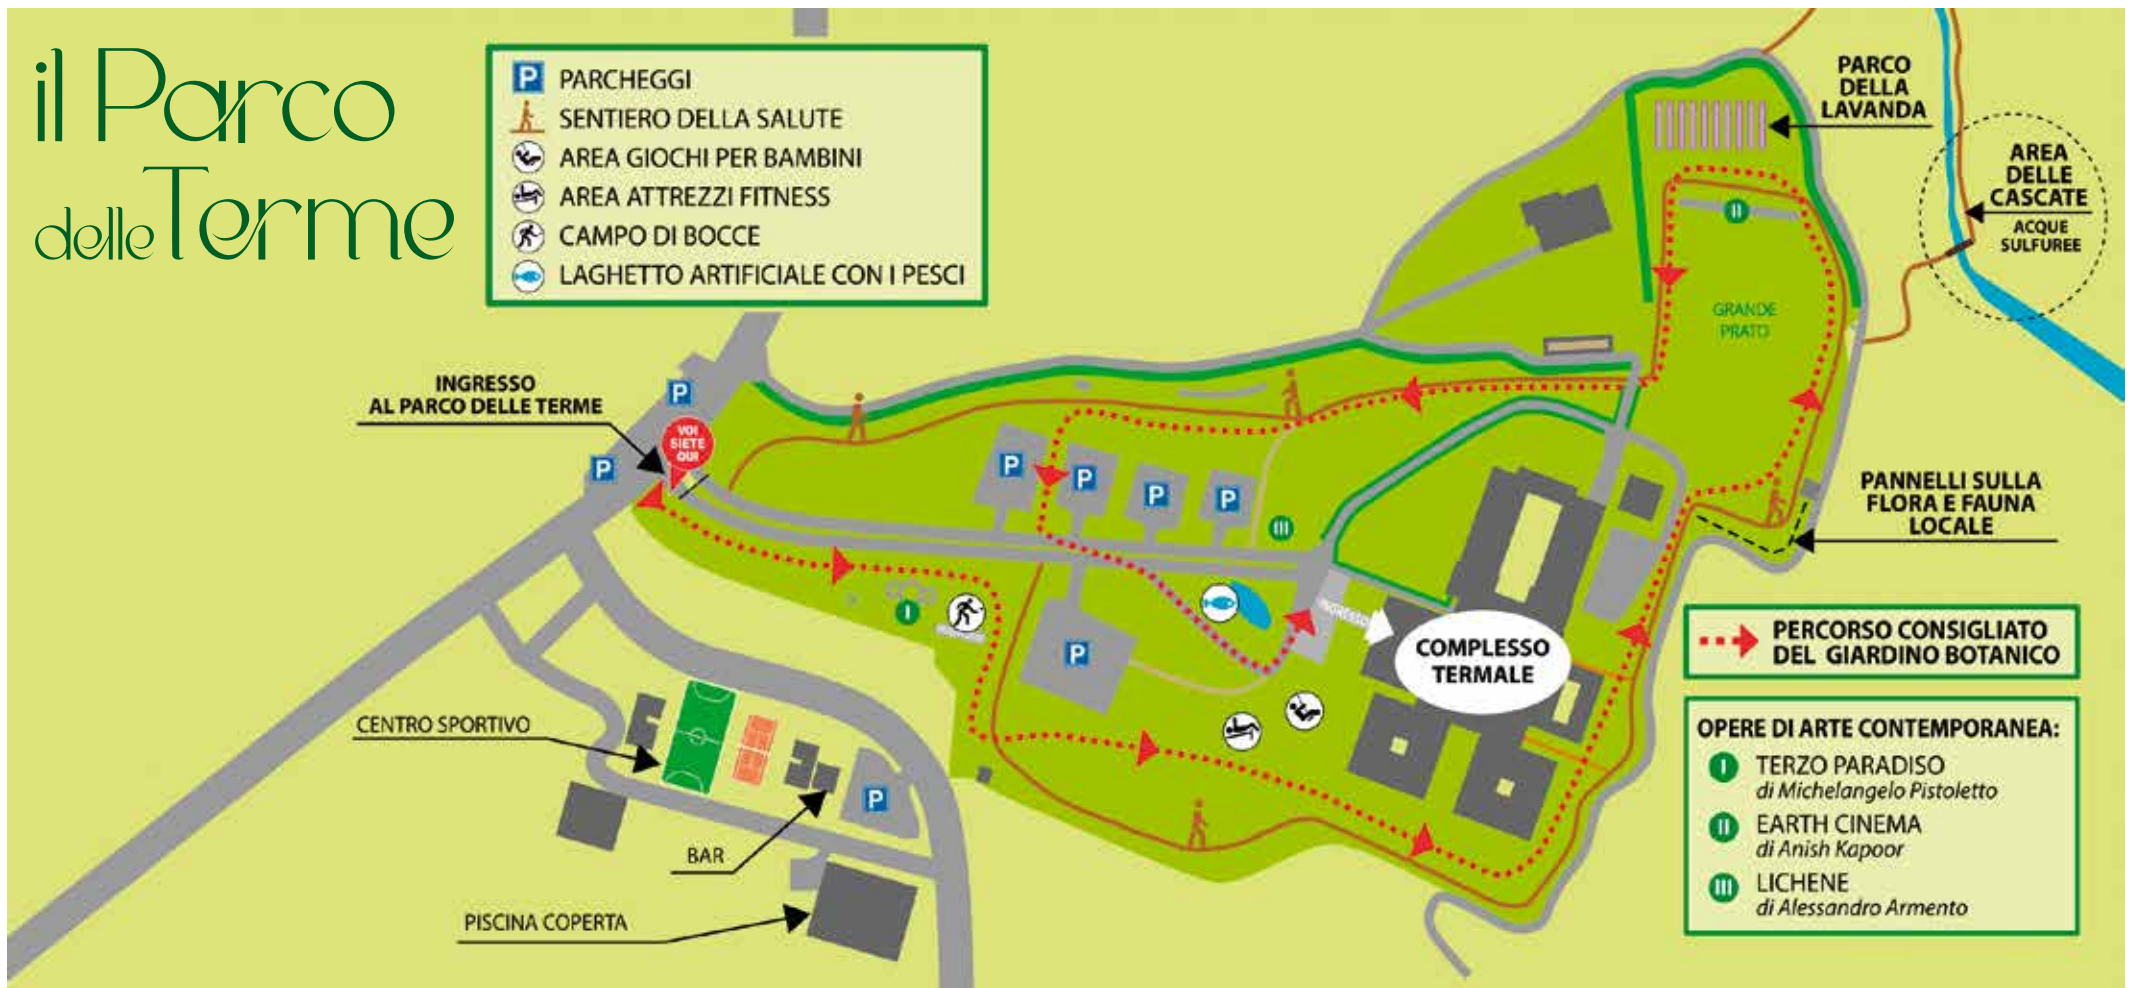 il Parco
delle Terme
P PARCHEGGI
SENTIERO DELLA SALUTE
AREA GIOCHI PER BAMBINI
AREA ATTREZZI FITNESS
CAMPO DI BOCCE
LAGHETTO ARTIFICIALE CON I PESCI
PARCO
DELLA
LAVANDA
AREA
DELLE
CASCATE
ACQUE
SULFUREE
II
GRANDE
PRATO
INGRESSO
AL PARCO DELLE TERME
P
VOI
SIETE
QUI
P
P
P
P
P
III
PANNELLI SULLA
FLORA E FAUNA
LOCALE
I
INGRESSO
P
COMPLESSO
TERMALE
PERCORSO CONSIGLIATO
DEL GIARDINO BOTANICO
CENTRO SPORTIVO
P
BAR
PISCINA COPERTA
OPERE DI ARTE CONTEMPORANEA:
I TERZO PARADISO
di Michelangelo Pistoletto
II EARTH CINEMA
di Anish Kapoor
III LICHENE
di Alessandro Armento